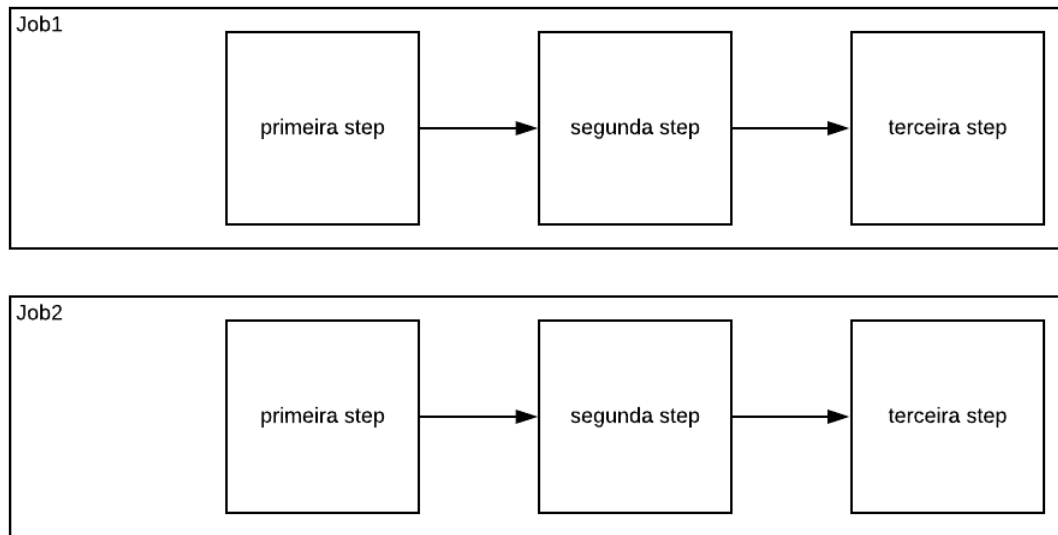 Job1
primeira step
segunda step
terceira step
Job2
primeira step
segunda step
terceira step